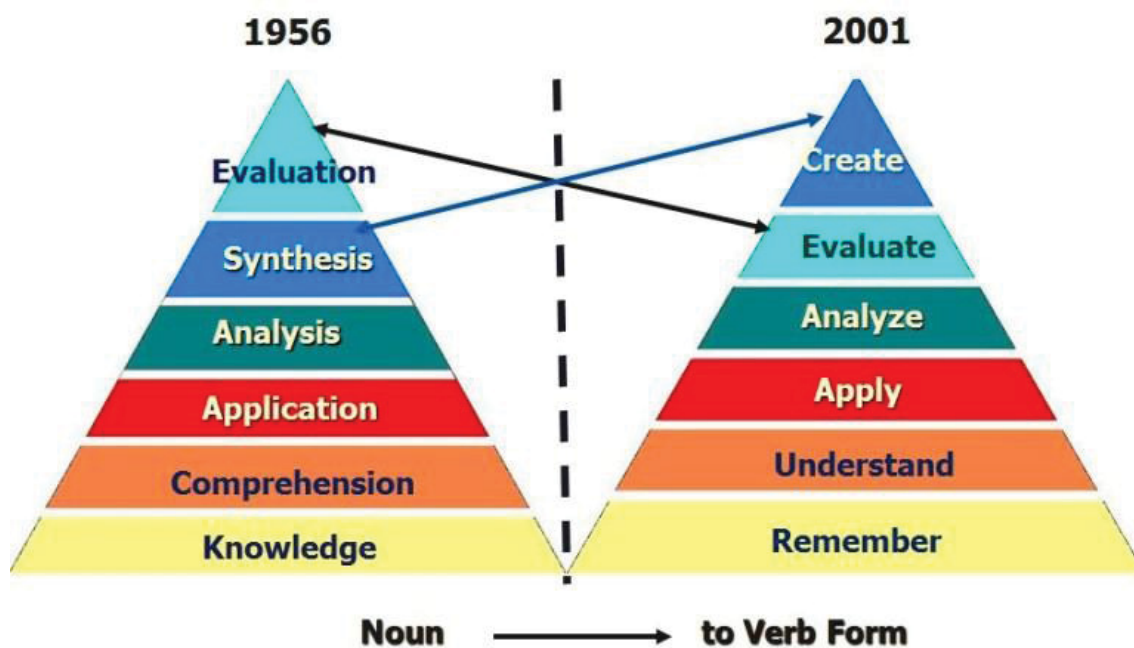 1956
2001
Evaluation
Synthesis
Analysis
Application
Comprehension
Knowledge
Create
Evaluate
Analyze
Apply
Understand
Remember
Noun
to Verb Form